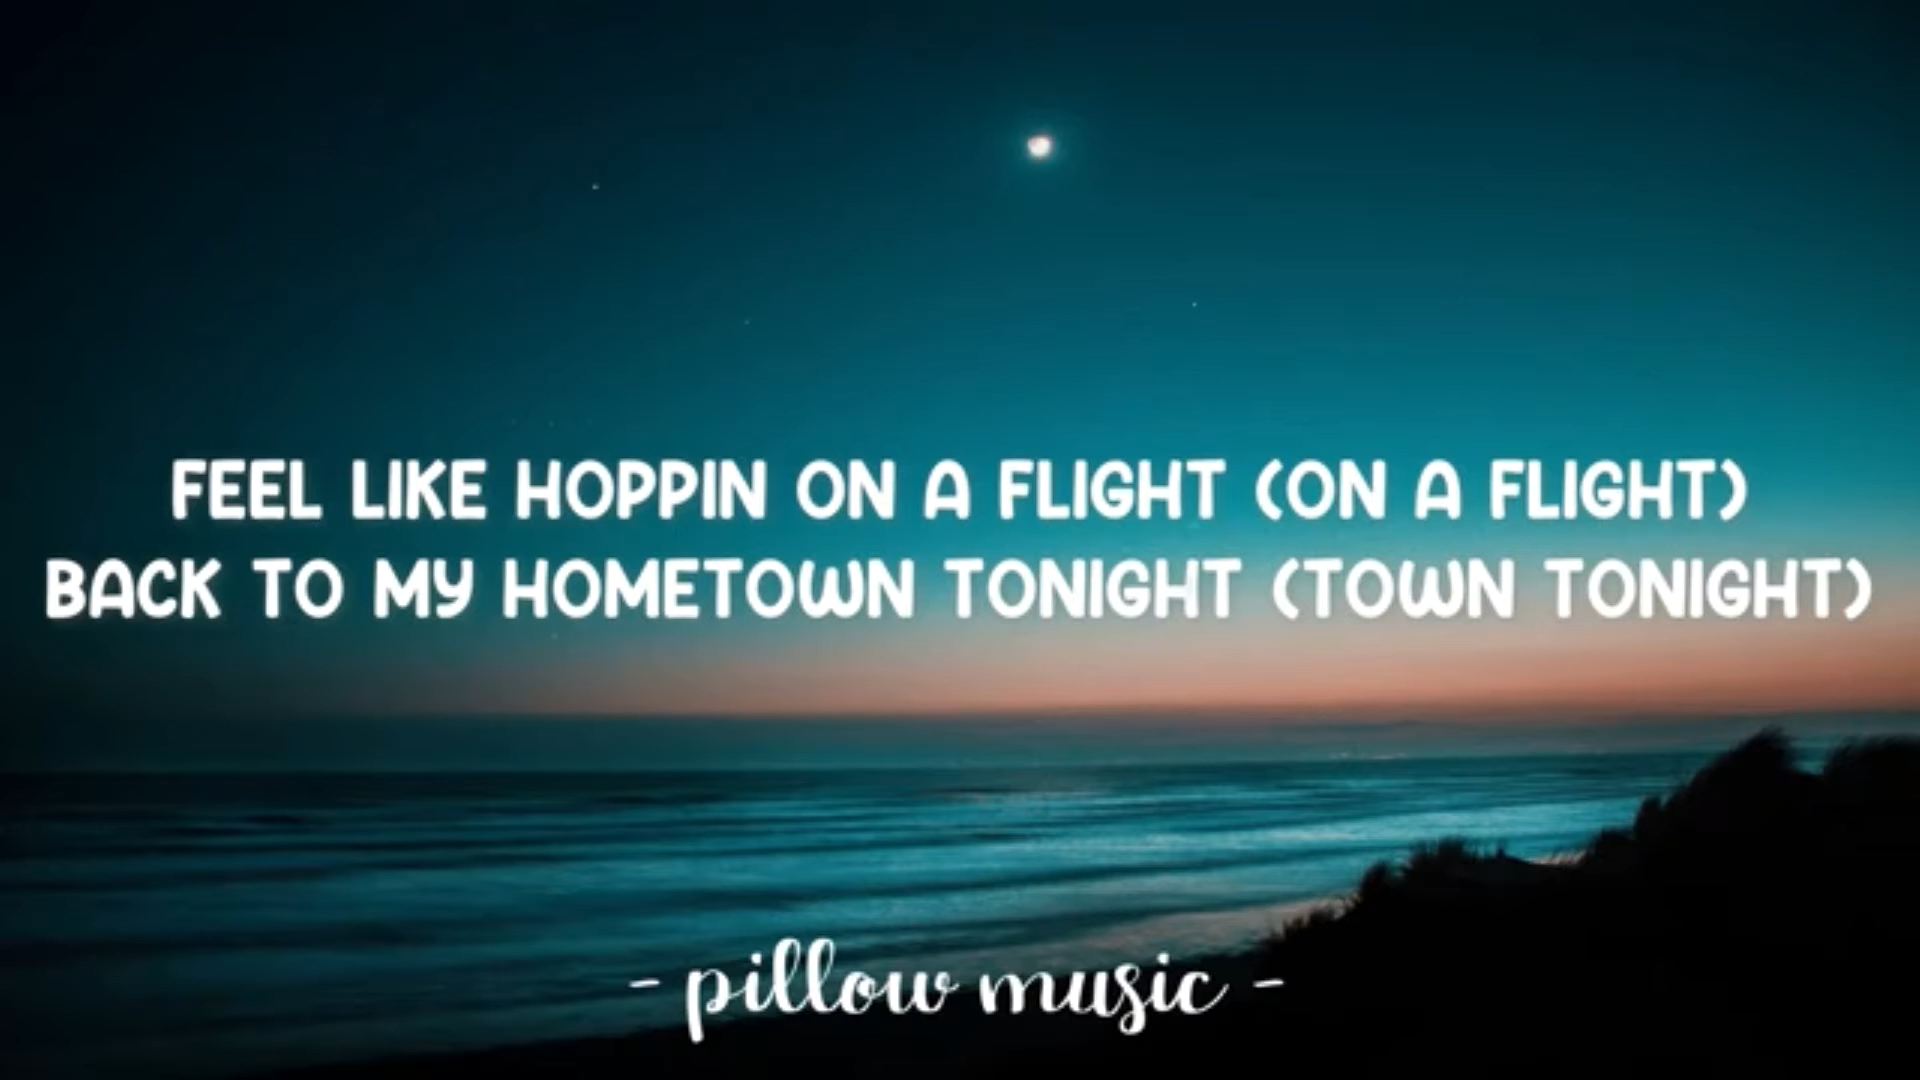 FEEL LIKE HOPPIN ON A FLIGHT (ON A FLIGHT)
BACK TO MY HOMETOWN TONIGHT (TOWN TONIGHT)
- pillow music -